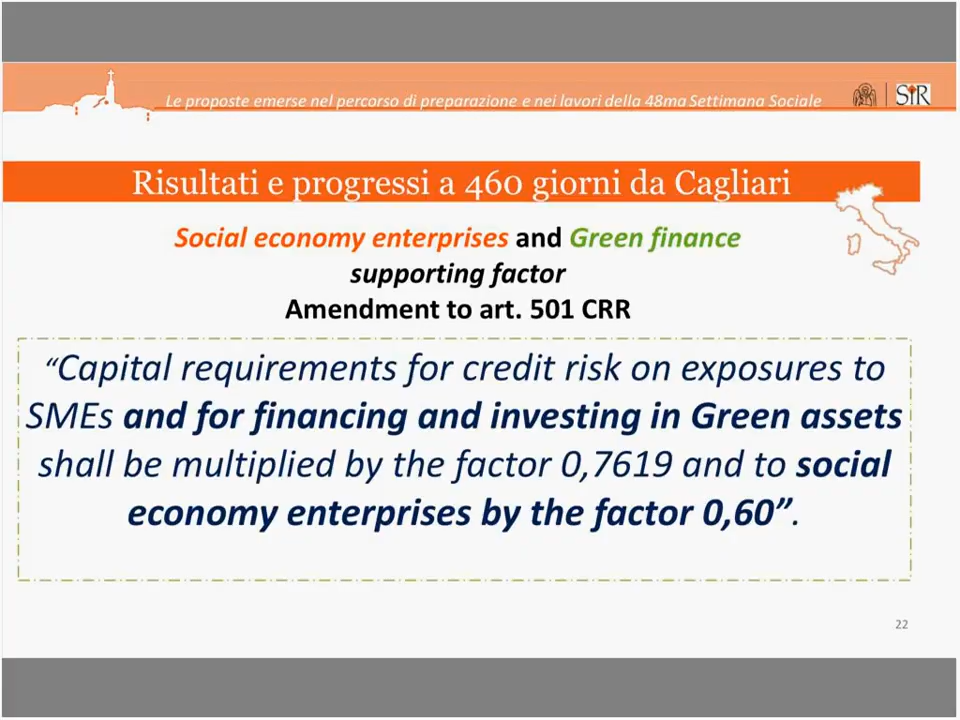 Le proposte emerse nel percorso di preparazione e nei lavori della 48ma Settimana Sociale
SIR
Risultati e progressi a 460 giorni da Cagliari
Social economy enterprises and Green finance
supporting factor
Amendment to art. 501 CRR
“Capital requirements for credit risk on exposures to
SMEs and for financing and investing in Green assets
shall be multiplied by the factor 0,7619 and to social
economy enterprises by the factor 0,60”.
22